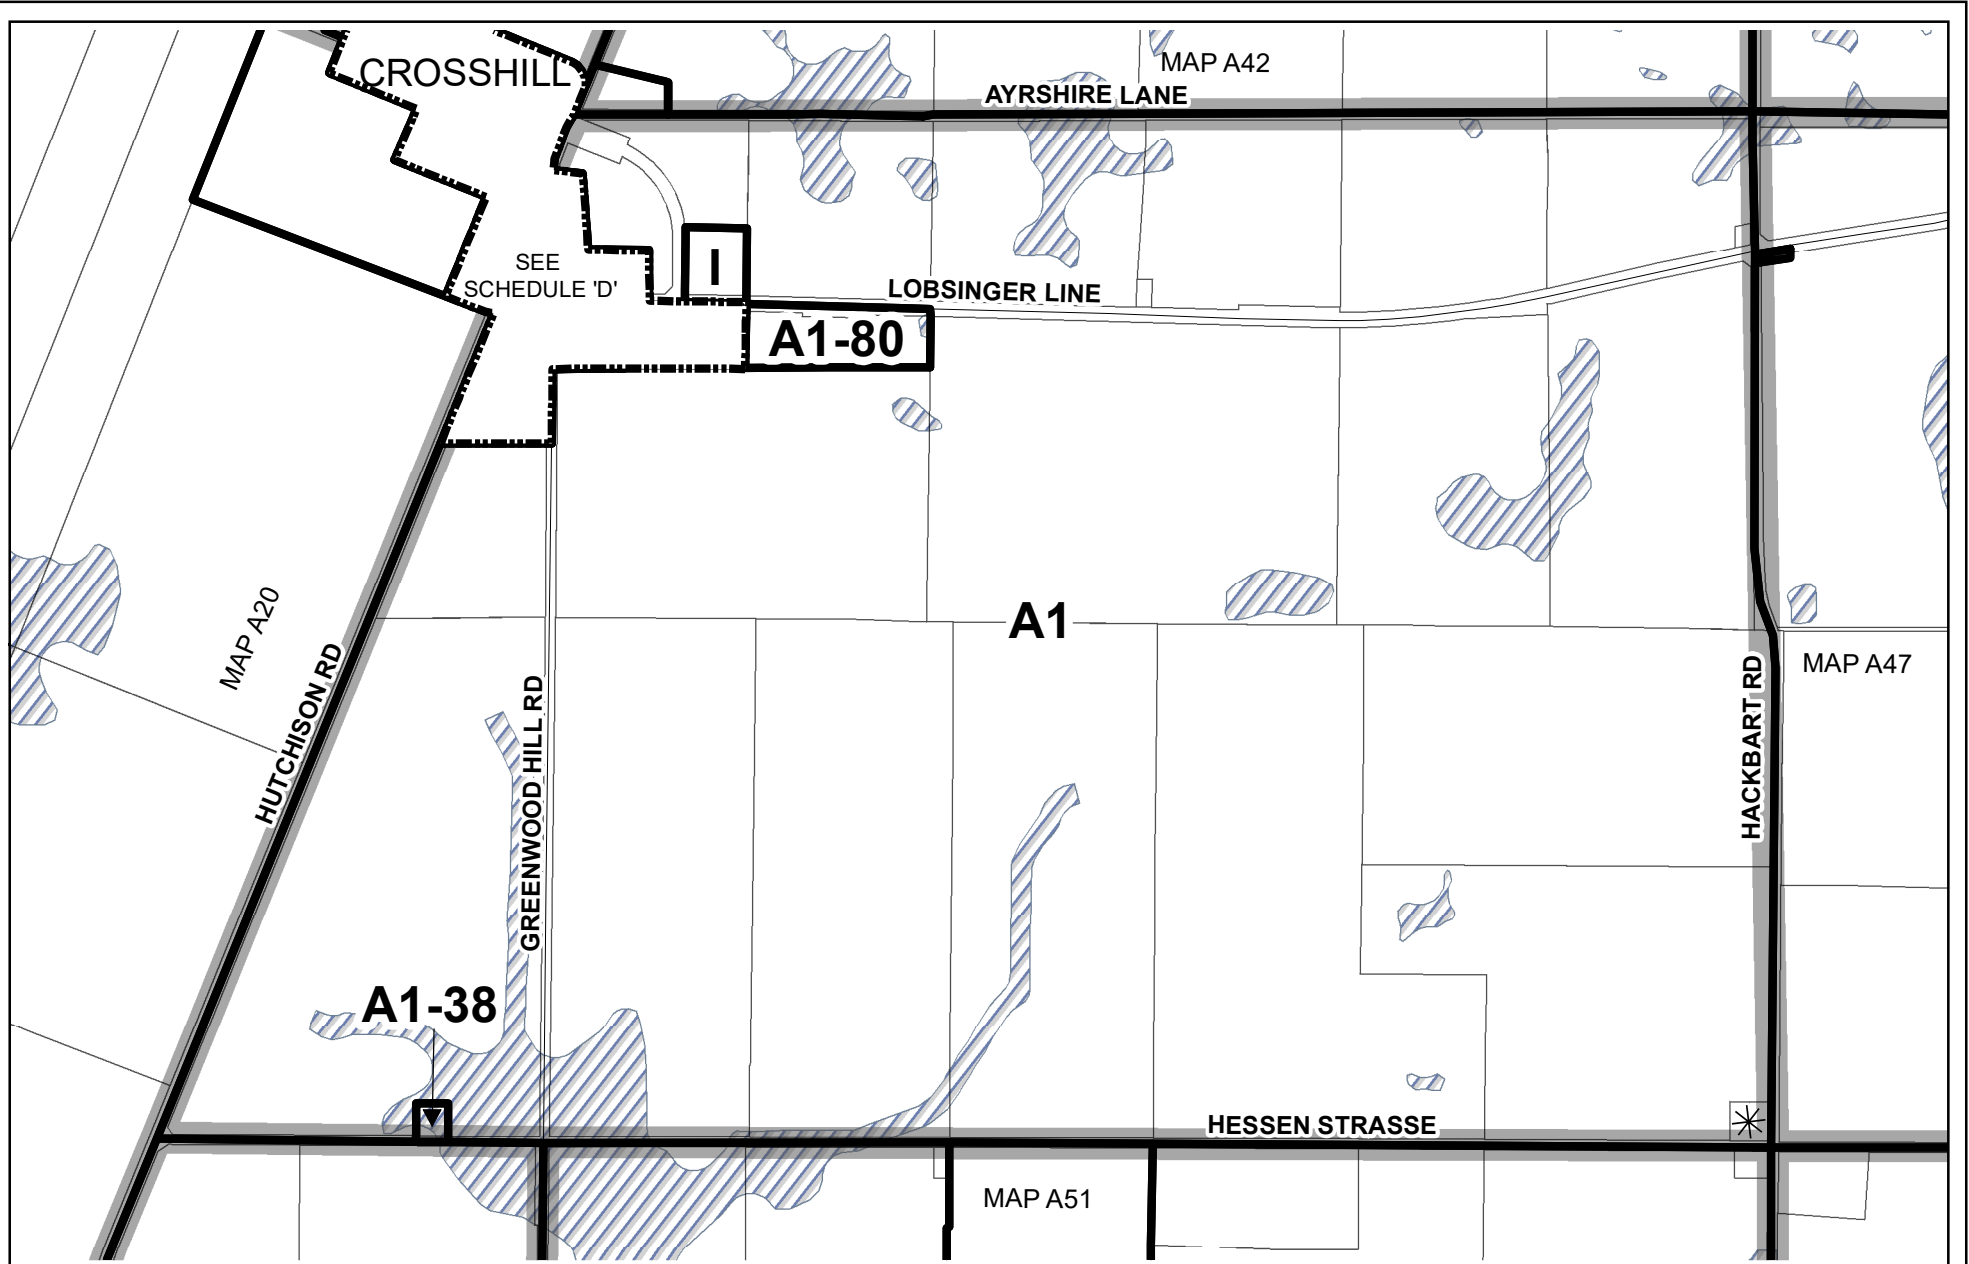 MAP A42
CROSSHILL
AYRSHIRE LANE
SEE
SCHEDULE 'D'
I
LOBSINGER LINE
A1-80
A1
MAP A20
HUTCHISON RD
GREENWOOD HILL RD
HACKBART RD
MAP A47
A1-38
HESSEN STRASSE
MAP A51